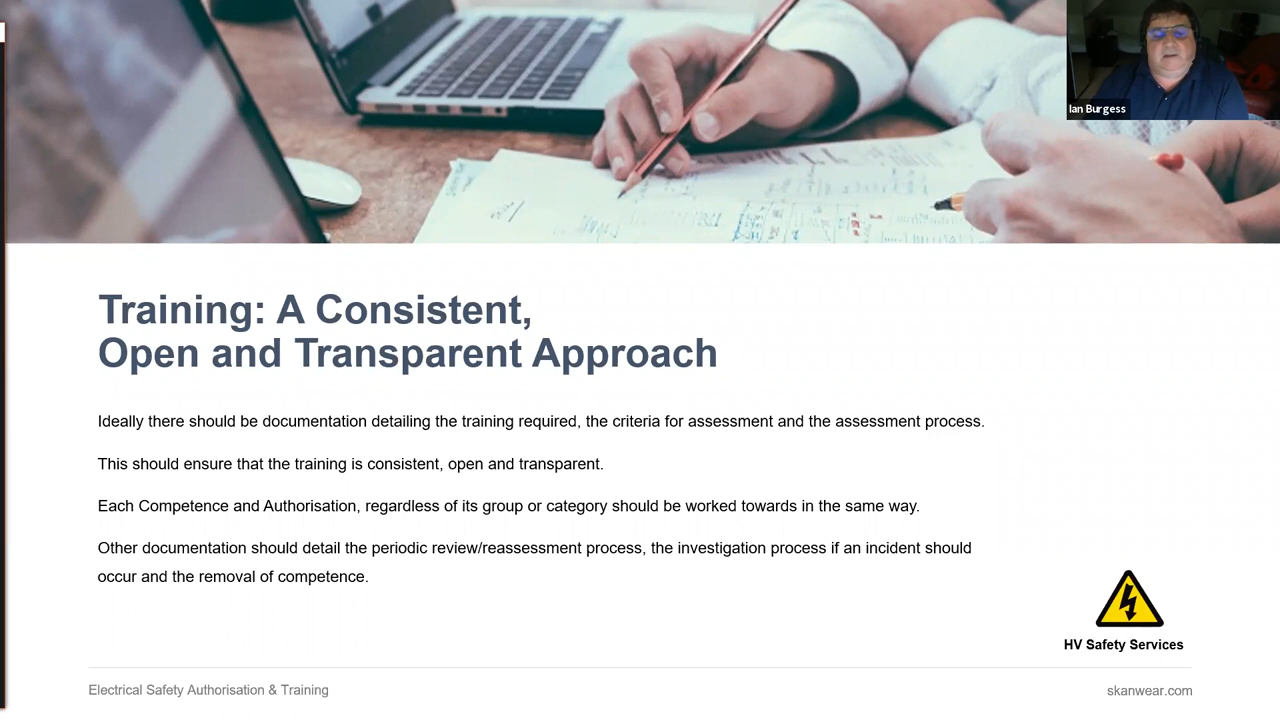 Ian Burgess
Training: A Consistent,
Open and Transparent Approach
Ideally there should be documentation detailing the training required, the criteria for assessment and the assessment process.
This should ensure that the training is consistent, open and transparent.
Each Competence and Authorisation, regardless of its group or category should be worked towards in the same way.
Other documentation should detail the periodic review/reassessment process, the investigation process if an incident should
occur and the removal of competence.
HV Safety Services
Electrical Safety Authorisation & Training
skanwear.com